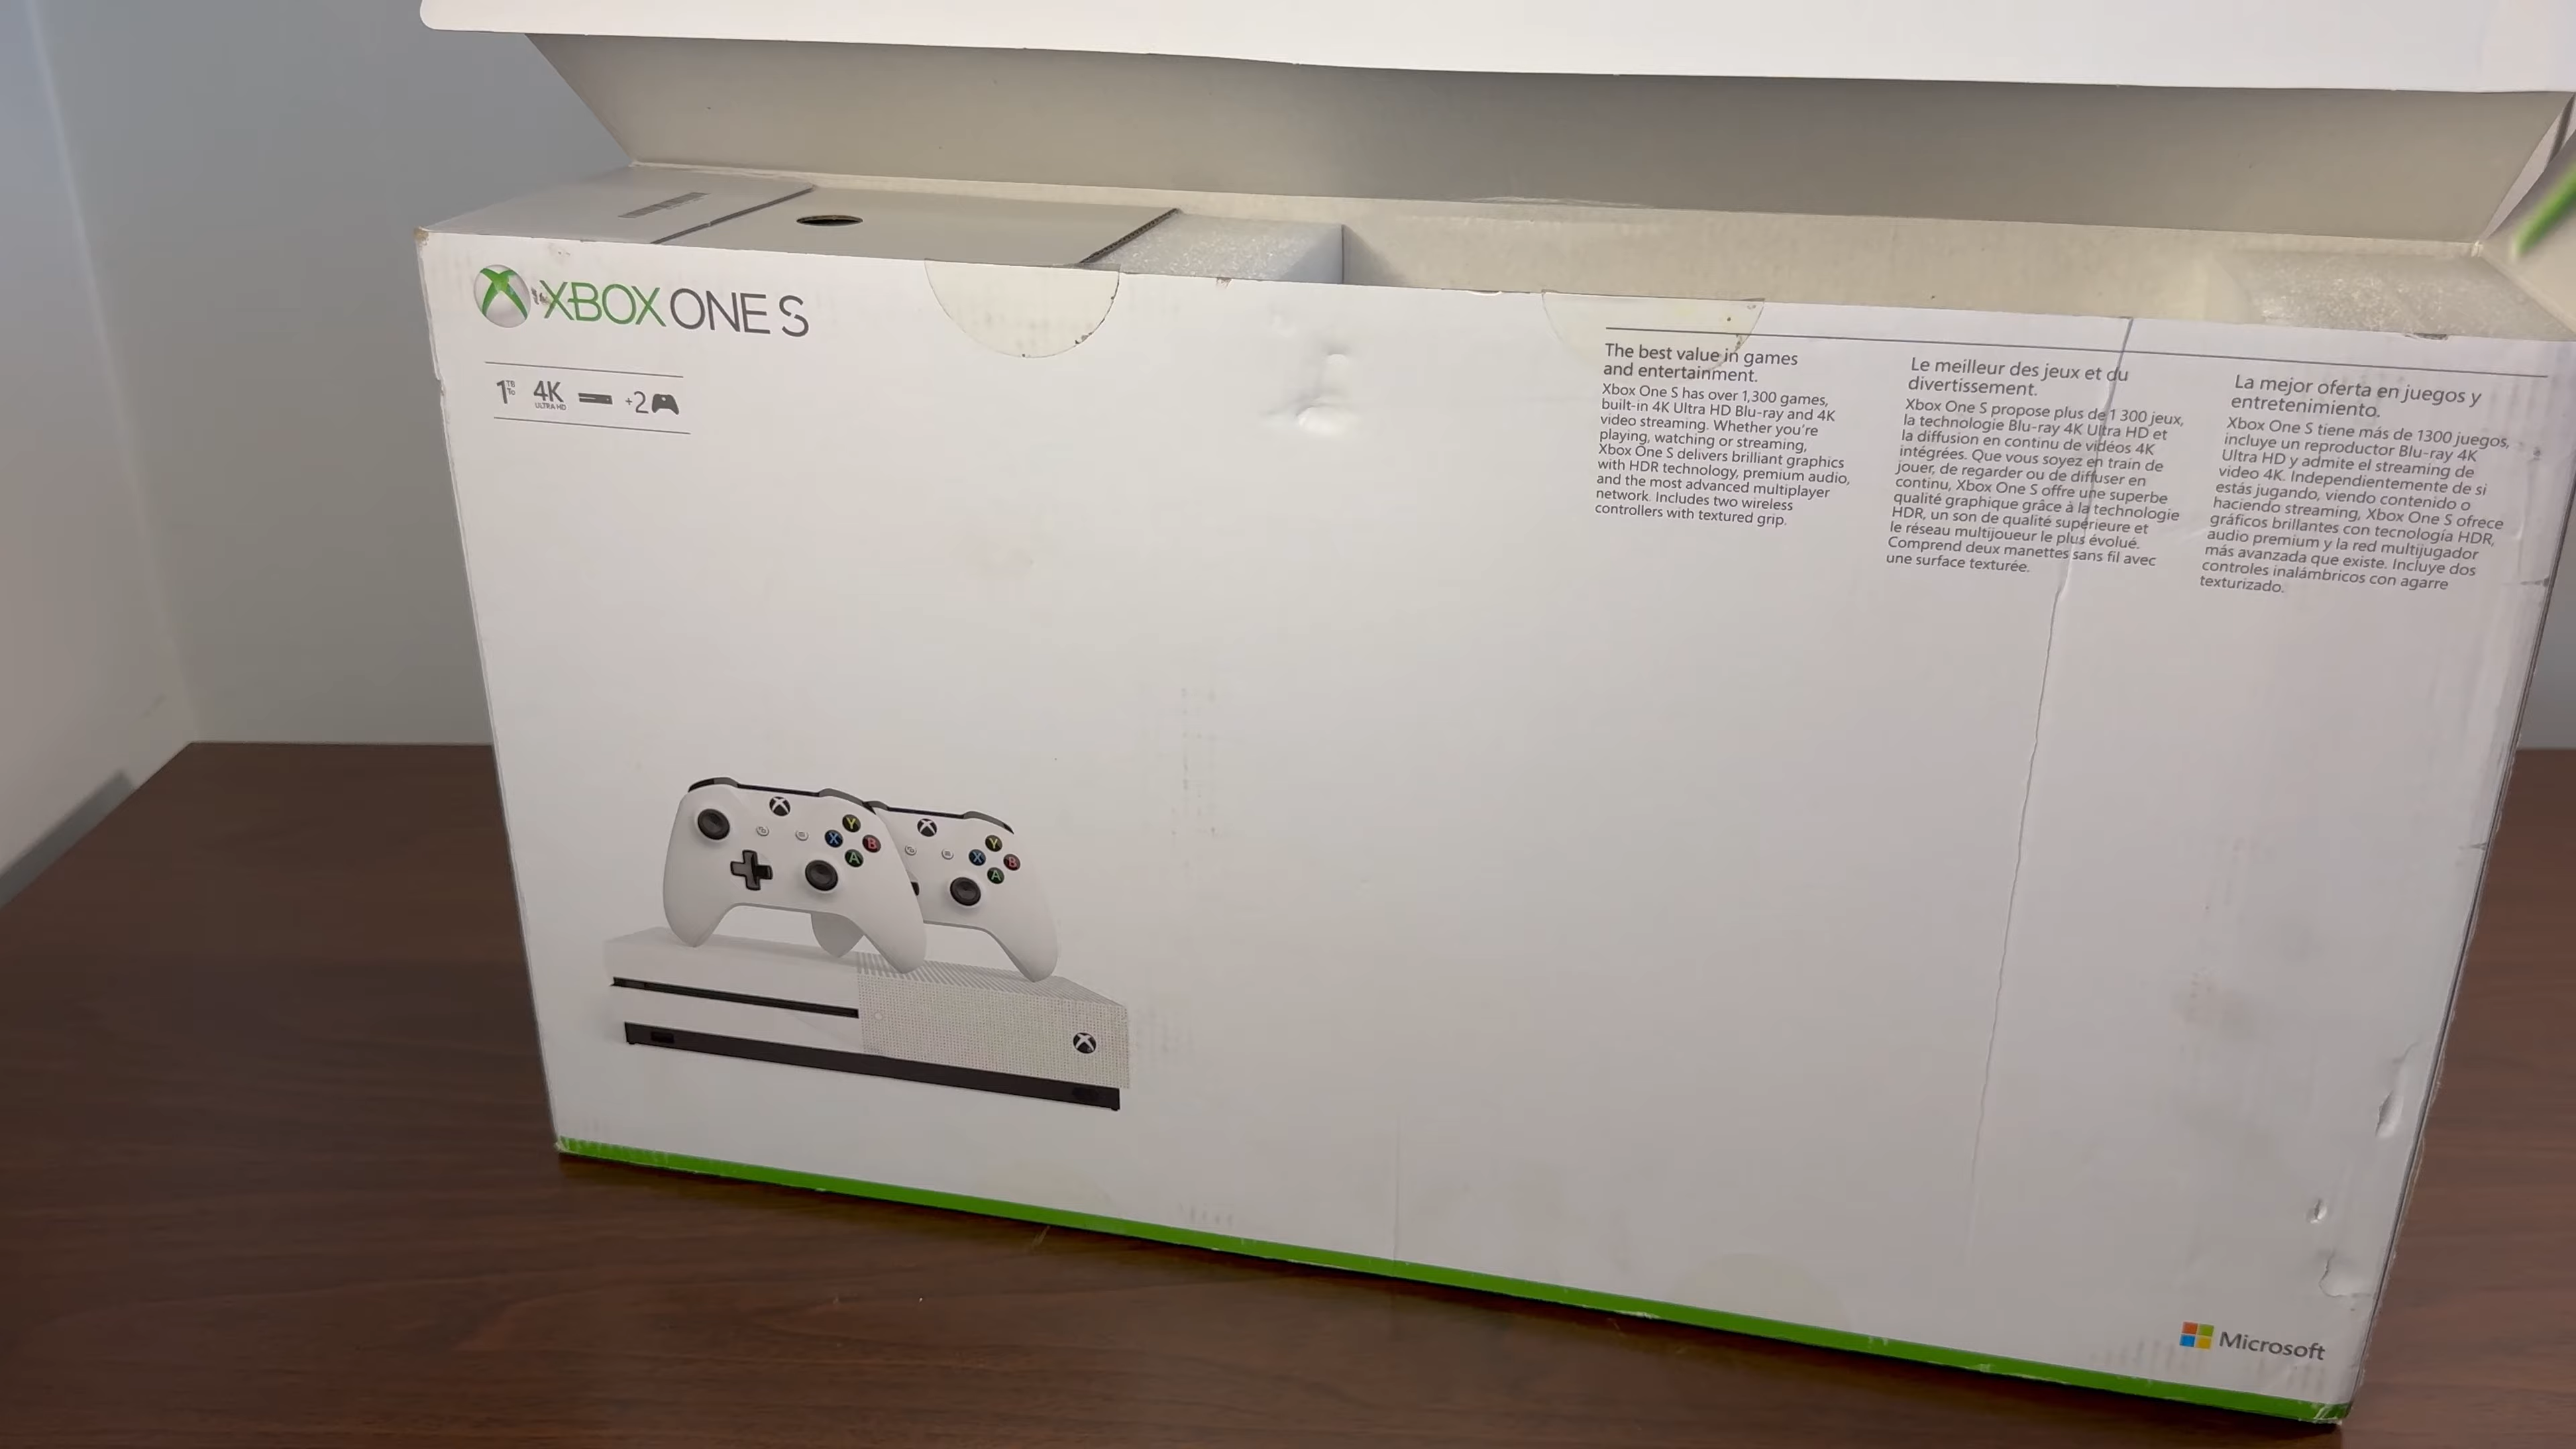 XBOX ONE S
1 TB To 4K ULTRA HD +2
The best value in games
and entertainment.
Xbox One S has over 1,300 games,
built-in 4K Ultra HD Blu-ray and 4K
video streaming. Whether you're
playing, watching or streaming,
Xbox One S delivers brilliant graphics
with HDR technology, premium audio,
and the most advanced multiplayer
network. Includes two wireless
controllers with textured grip.
Le meilleur des jeux et du
divertissement.
Xbox One S propose plus de 1 300 jeux,
la technologie Blu-ray 4K Ultra HD et
la diffusion en continu de vidéos 4K
intégrées. Que vous soyez en train de
jouer, de regarder ou de diffuser en
continu, Xbox One S offre une superbe
qualité graphique grâce à la technologie
HDR, un son de qualité supérieure et
le réseau multijoueur le plus évolué.
Comprend deux manettes sans fil avec
une surface texturée.
La mejor oferta en juegos y
entretenimiento.
Xbox One S tiene más de 1300 juegos,
incluye un reproductor Blu-ray 4K
Ultra HD y admite el streaming de
video 4K. Independientemente de si
estás jugando, viendo contenido o
haciendo streaming, Xbox One S ofrece
gráficos brillantes con tecnología HDR,
audio premium y la red multijugador
más avanzada que existe. Incluye dos
controles inalámbricos con agarre
texturizado.
Y
X B
A
Y
X B
A
Microsoft